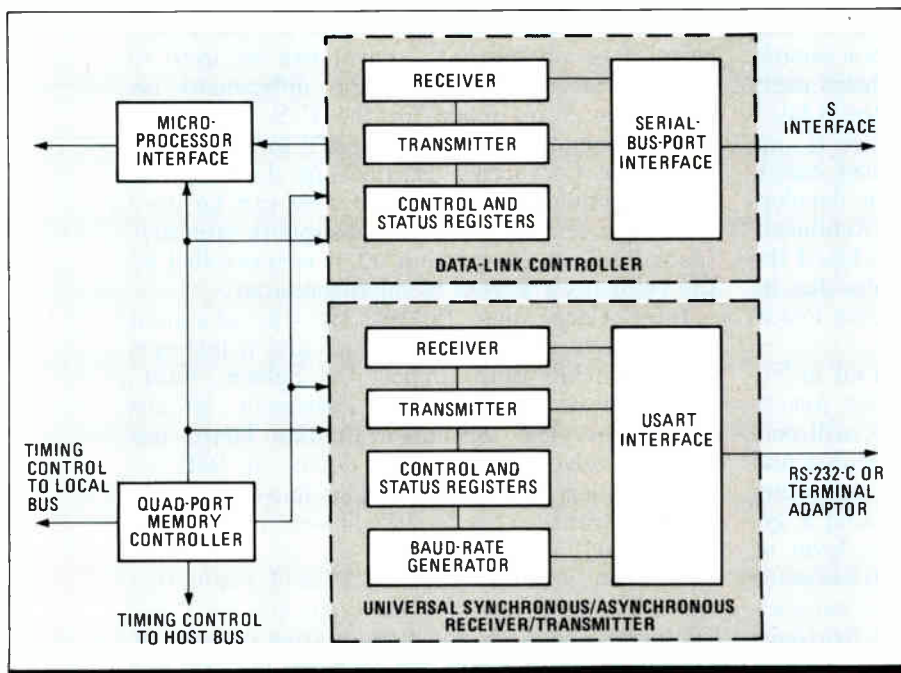 RECEIVER
TRANSMITTER
CONTROL AND
STATUS REGISTERS
SERIAL-
BUS-PORT
INTERFACE
DATA-LINK CONTROLLER
MICRO-
PROCESSOR
INTERFACE
S
INTERFACE
RECEIVER
TRANSMITTER
CONTROL AND
STATUS REGISTERS
BAUD-RATE
GENERATOR
USART
INTERFACE
UNIVERSAL SYNCHRONOUS/ASYNCHRONOUS
RECEIVER/TRANSMITTER
TIMING
CONTROL
TO LOCAL
BUS
QUAD-PORT
MEMORY
CONTROLLER
TIMING CONTROL
TO HOST BUS
RS-232-C OR
TERMINAL
ADAPTOR